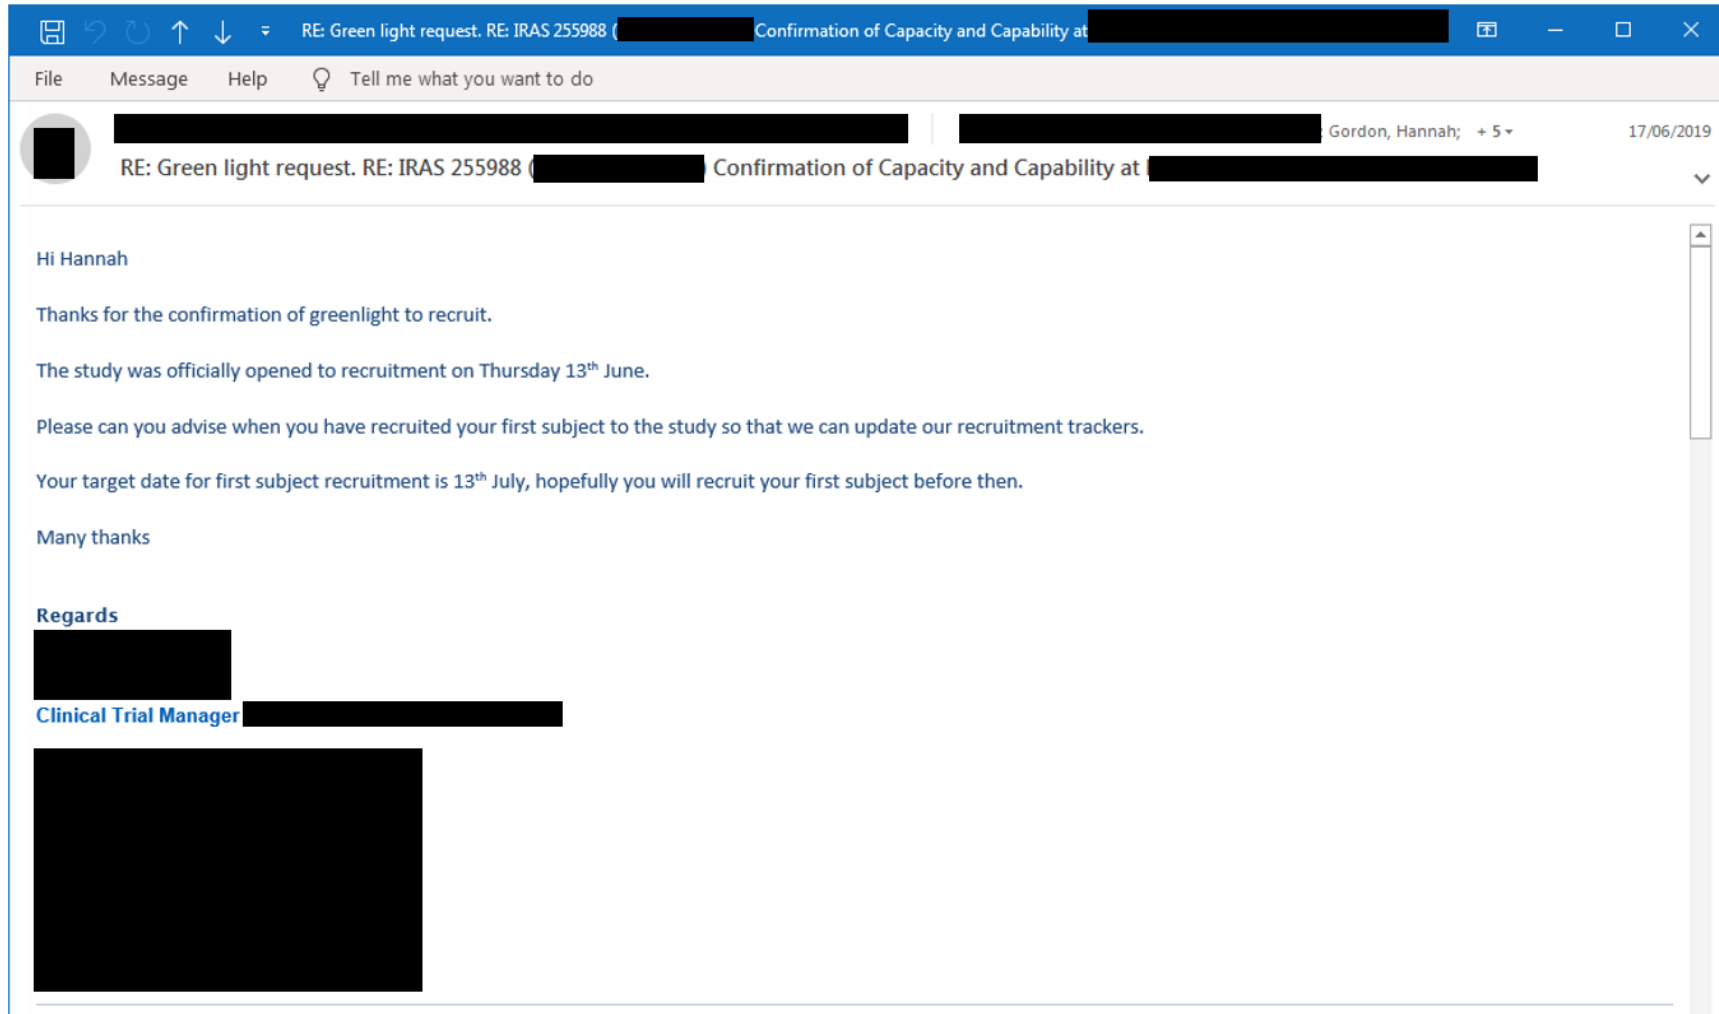 RE: Green light request. RE: IRAS 255988 ( Confirmation of Capacity and Capability at
File Message Help Tell me what you want to do
Gordon, Hannah; + 5 17/06/2019
RE: Green light request. RE: IRAS 255988 ( Confirmation of Capacity and Capability at
Hi Hannah
Thanks for the confirmation of greenlight to recruit.
The study was officially opened to recruitment on Thursday 13th June.
Please can you advise when you have recruited your first subject to the study so that we can update our recruitment trackers.
Your target date for first subject recruitment is 13th July, hopefully you will recruit your first subject before then.
Many thanks
Regards
Clinical Trial Manager